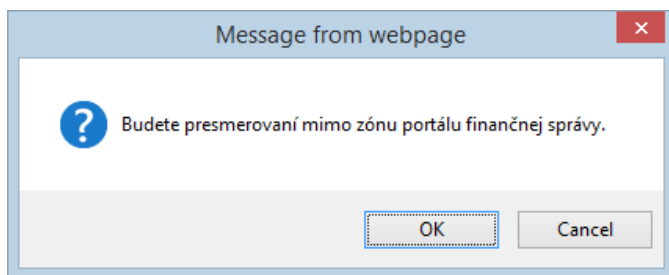 Message from webpage
Budete presmerovaní mimo zónu portálu finančnej správy.
OK
Cancel